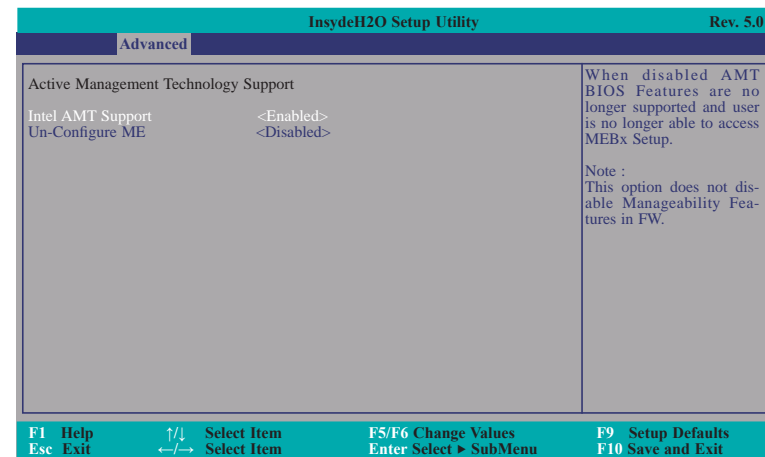 InsydeH2O Setup Utility Rev. 5.0
Advanced
Active Management Technology Support
Intel AMT Support <Enabled>
Un-Configure ME <Disabled>
When disabled AMT
BIOS Features are no
longer supported and user
is no longer able to access
MEBx Setup.
Note :
This option does not dis-
able Manageability Fea-
tures in FW.
F1 Help ↑/↓ Select Item F5/F6 Change Values F9 Setup Defaults
Esc Exit ←/→ Select Item Enter Select ► SubMenu F10 Save and Exit